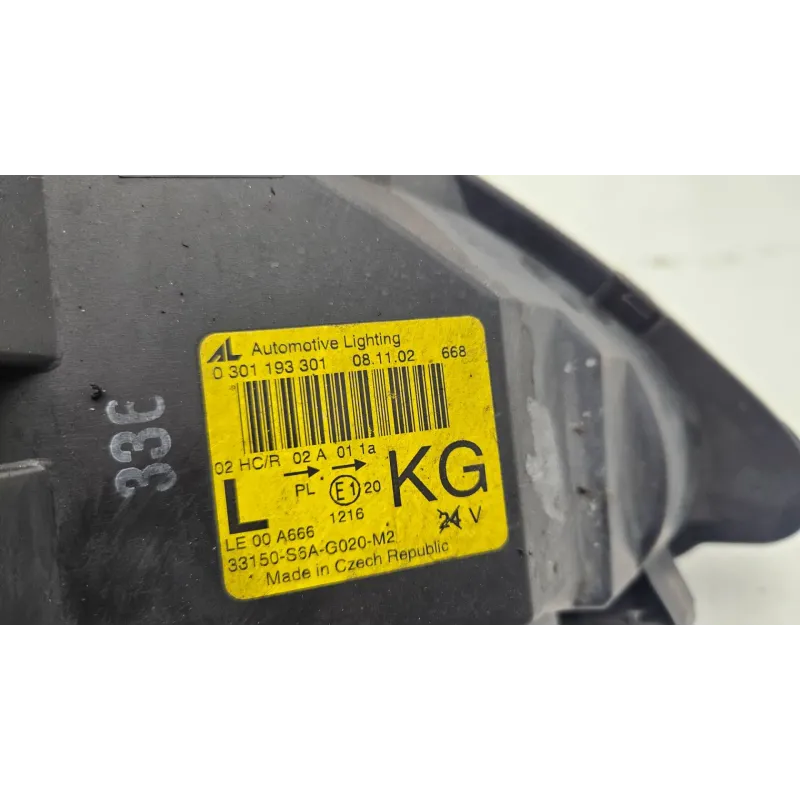 AL Automotive Lighting
0 301 193 301 08.11.02 668
02 HC/R 02 A 01 1a
L PL E1 20 KG
1216
LE 00 A666 24 V
33150-S6A-G020-M2
Made in Czech Republic
33E